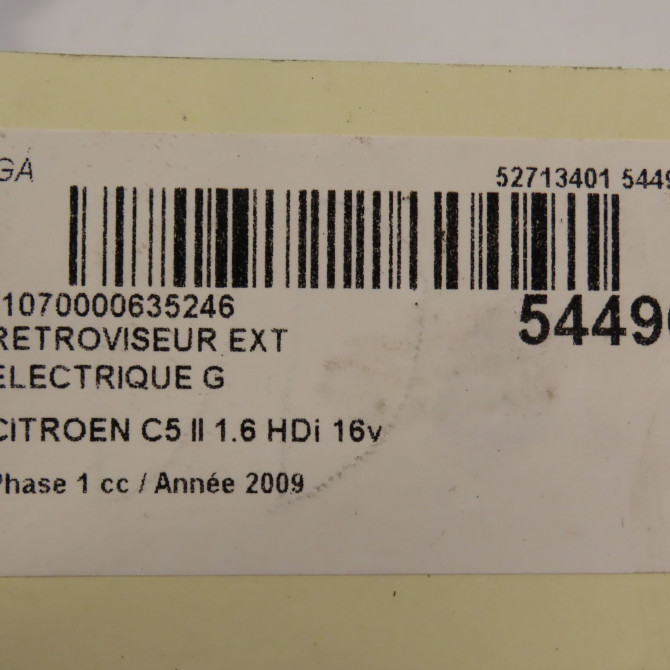 GA
52713401 5449
1070000635246
5449
RETROVISEUR EXT
ELECTRIQUE G
CITROEN C5 II 1.6 HDi 16v
Phase 1 cc / Année 2009